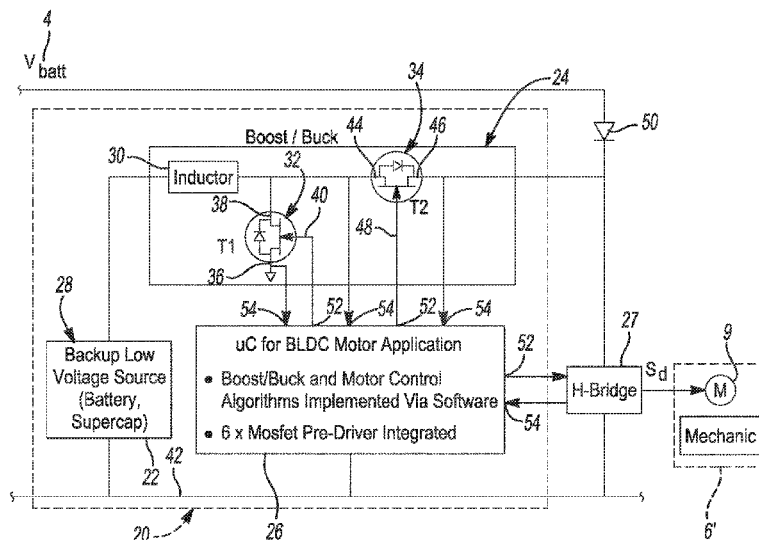 4
V batt
34
24
Boost / Buck
44
46
50
30
Inductor
32
38
40
T2
T1
48
36
54
52
54
52
54
28
Backup Low
Voltage Source
(Battery,
Supercap)
uC for BLDC Motor Application
• Boost/Buck and Motor Control
Algorithms Implemented Via Software
• 6 x Mosfet Pre-Driver Integrated
52
54
27
H-Bridge
Sd
9
M
Mechanic
22
42
20
26
6'